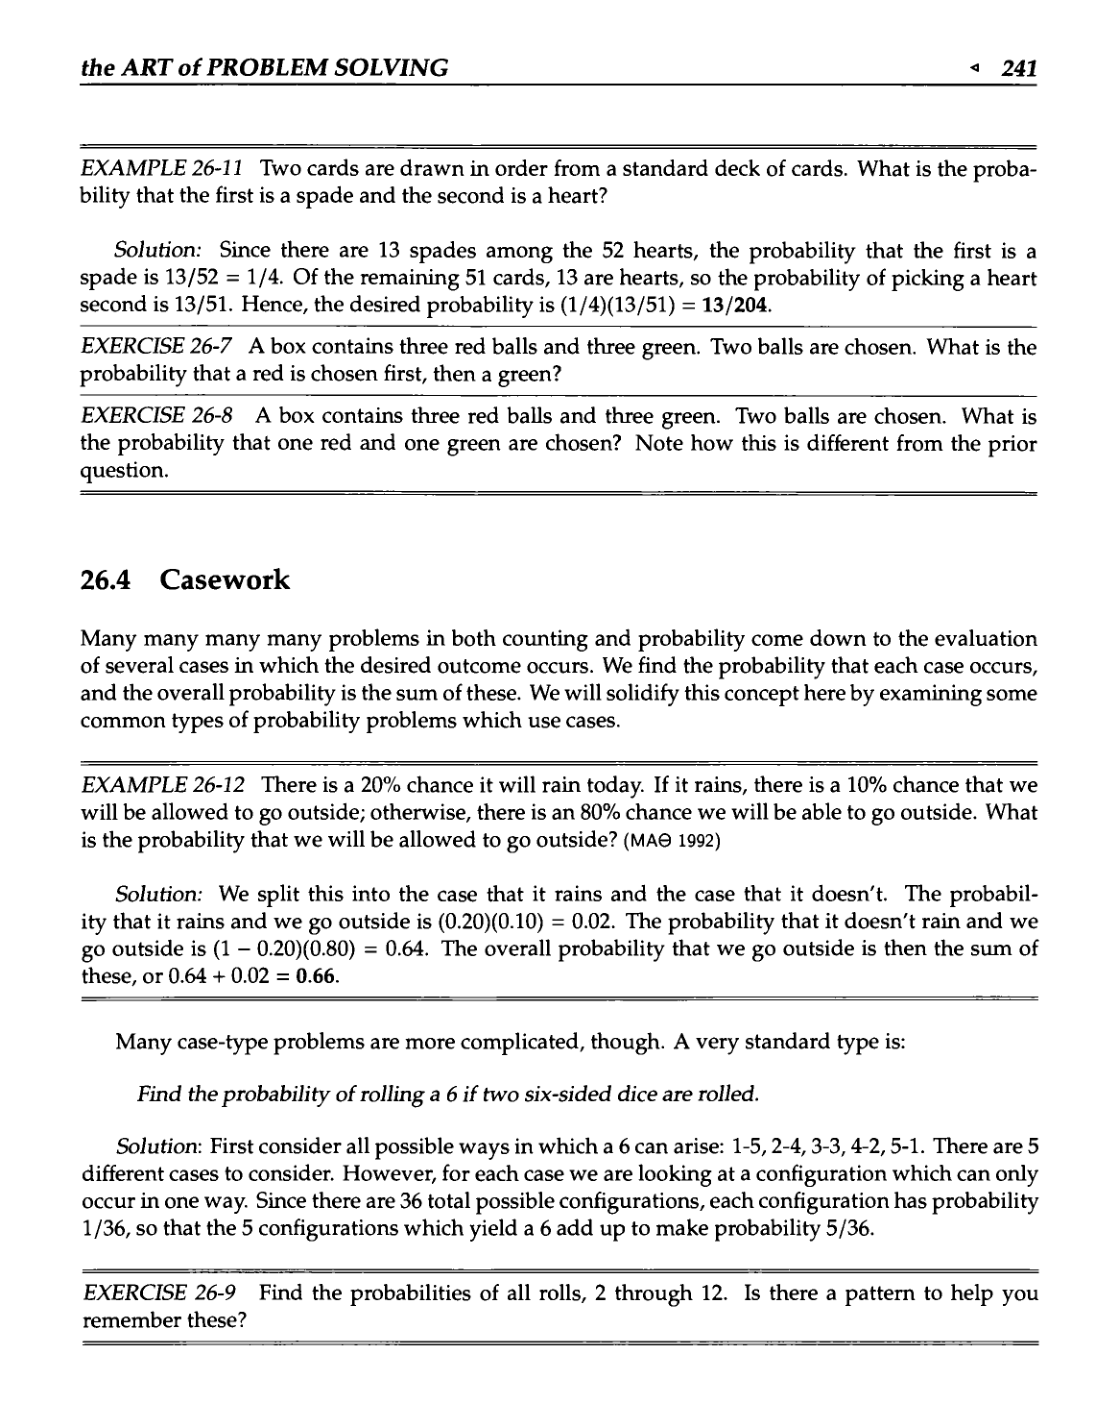 the ART of PROBLEM SOLVING ◃ 241
EXAMPLE 26-11 Two cards are drawn in order from a standard deck of cards. What is the proba-
bility that the first is a spade and the second is a heart?
Solution: Since there are 13 spades among the 52 hearts, the probability that the first is a
spade is 13/52 = 1/4. Of the remaining 51 cards, 13 are hearts, so the probability of picking a heart
second is 13/51. Hence, the desired probability is (1/4)(13/51) = 13/204.
EXERCISE 26-7 A box contains three red balls and three green. Two balls are chosen. What is the
probability that a red is chosen first, then a green?
EXERCISE 26-8 A box contains three red balls and three green. Two balls are chosen. What is
the probability that one red and one green are chosen? Note how this is different from the prior
question.
26.4 Casework
Many many many many problems in both counting and probability come down to the evaluation
of several cases in which the desired outcome occurs. We find the probability that each case occurs,
and the overall probability is the sum of these. We will solidify this concept here by examining some
common types of probability problems which use cases.
EXAMPLE 26-12 There is a 20% chance it will rain today. If it rains, there is a 10% chance that we
will be allowed to go outside; otherwise, there is an 80% chance we will be able to go outside. What
is the probability that we will be allowed to go outside? (MAΘ 1992)
Solution: We split this into the case that it rains and the case that it doesn't. The probabil-
ity that it rains and we go outside is (0.20)(0.10) = 0.02. The probability that it doesn't rain and we
go outside is (1 − 0.20)(0.80) = 0.64. The overall probability that we go outside is then the sum of
these, or 0.64 + 0.02 = 0.66.
Many case-type problems are more complicated, though. A very standard type is:
Find the probability of rolling a 6 if two six-sided dice are rolled.
Solution: First consider all possible ways in which a 6 can arise: 1-5, 2-4, 3-3, 4-2, 5-1. There are 5
different cases to consider. However, for each case we are looking at a configuration which can only
occur in one way. Since there are 36 total possible configurations, each configuration has probability
1/36, so that the 5 configurations which yield a 6 add up to make probability 5/36.
EXERCISE 26-9 Find the probabilities of all rolls, 2 through 12. Is there a pattern to help you
remember these?